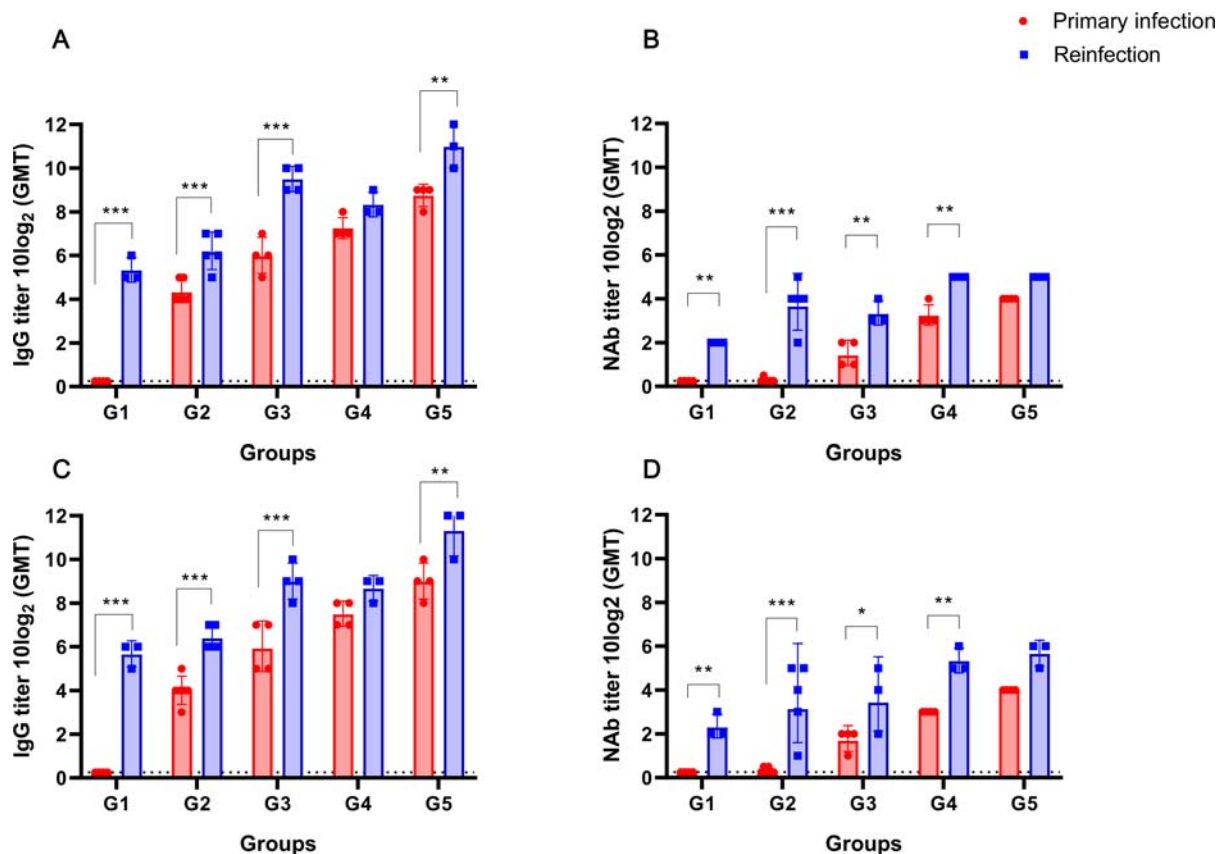 Primary infection
Reinfection
A
IgG titer 10log₂ (GMT)
12
10
8
6
4
2
0
***
***
***
**
G1 G2 G3 G4 G5
Groups
B
NAb titer 10log2 (GMT)
12
10
8
6
4
2
0
**
***
**
**
G1 G2 G3 G4 G5
Groups
C
IgG titer 10log₂ (GMT)
12
10
8
6
4
2
0
***
***
***
**
G1 G2 G3 G4 G5
Groups
D
NAb titer 10log2 (GMT)
12
10
8
6
4
2
0
**
***
*
**
G1 G2 G3 G4 G5
Groups